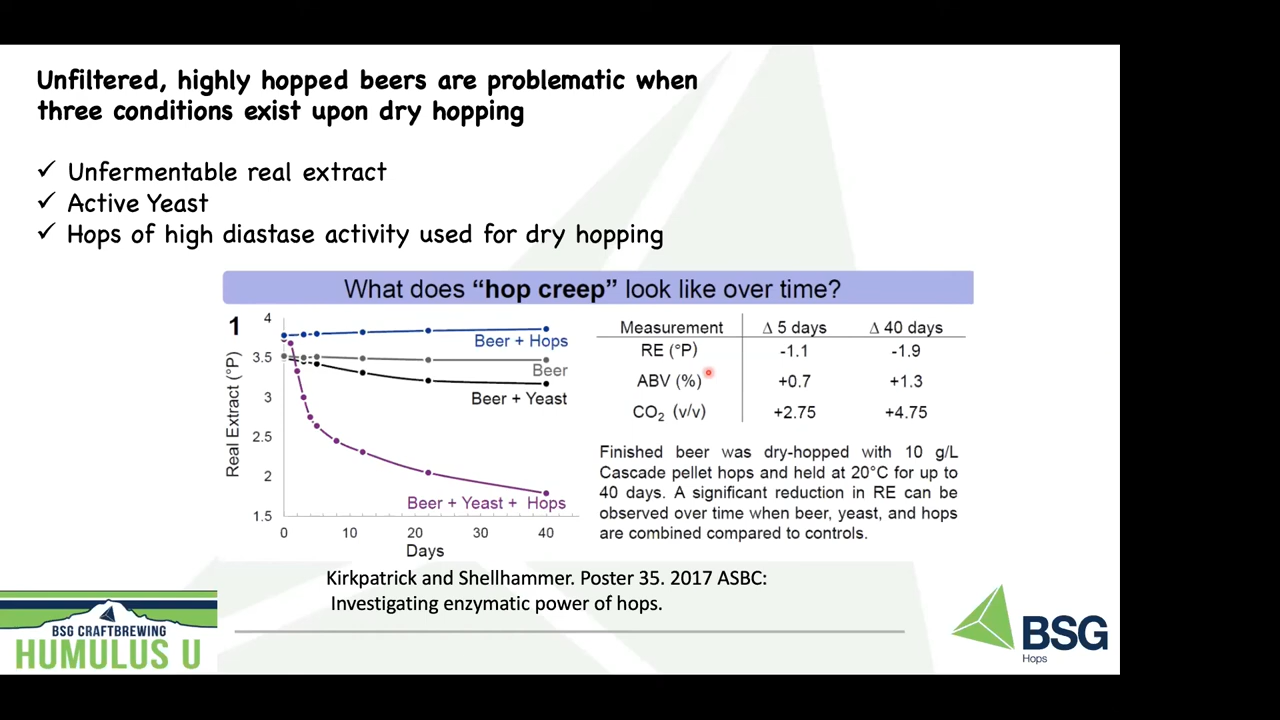 Unfiltered, highly hopped beers are problematic when
three conditions exist upon dry hopping
✓ Unfermentable real extract
✓ Active Yeast
✓ Hops of high diastase activity used for dry hopping
What does "hop creep" look like over time?
1
Real Extract (°P)
4
3.5
3
2.5
2
1.5
0 10 20 30 40
Days
Beer + Hops
Beer
Beer + Yeast
Beer + Yeast + Hops
Measurement Δ 5 days Δ 40 days
RE (°P) -1.1 -1.9
ABV (%) +0.7 +1.3
CO₂ (v/v) +2.75 +4.75
Finished beer was dry-hopped with 10 g/L
Cascade pellet hops and held at 20°C for up to
40 days. A significant reduction in RE can be
observed over time when beer, yeast, and hops
are combined compared to controls.
Kirkpatrick and Shellhammer. Poster 35. 2017 ASBC:
Investigating enzymatic power of hops.
BSG CRAFTBREWING
HUMULUS U
BSG
Hops